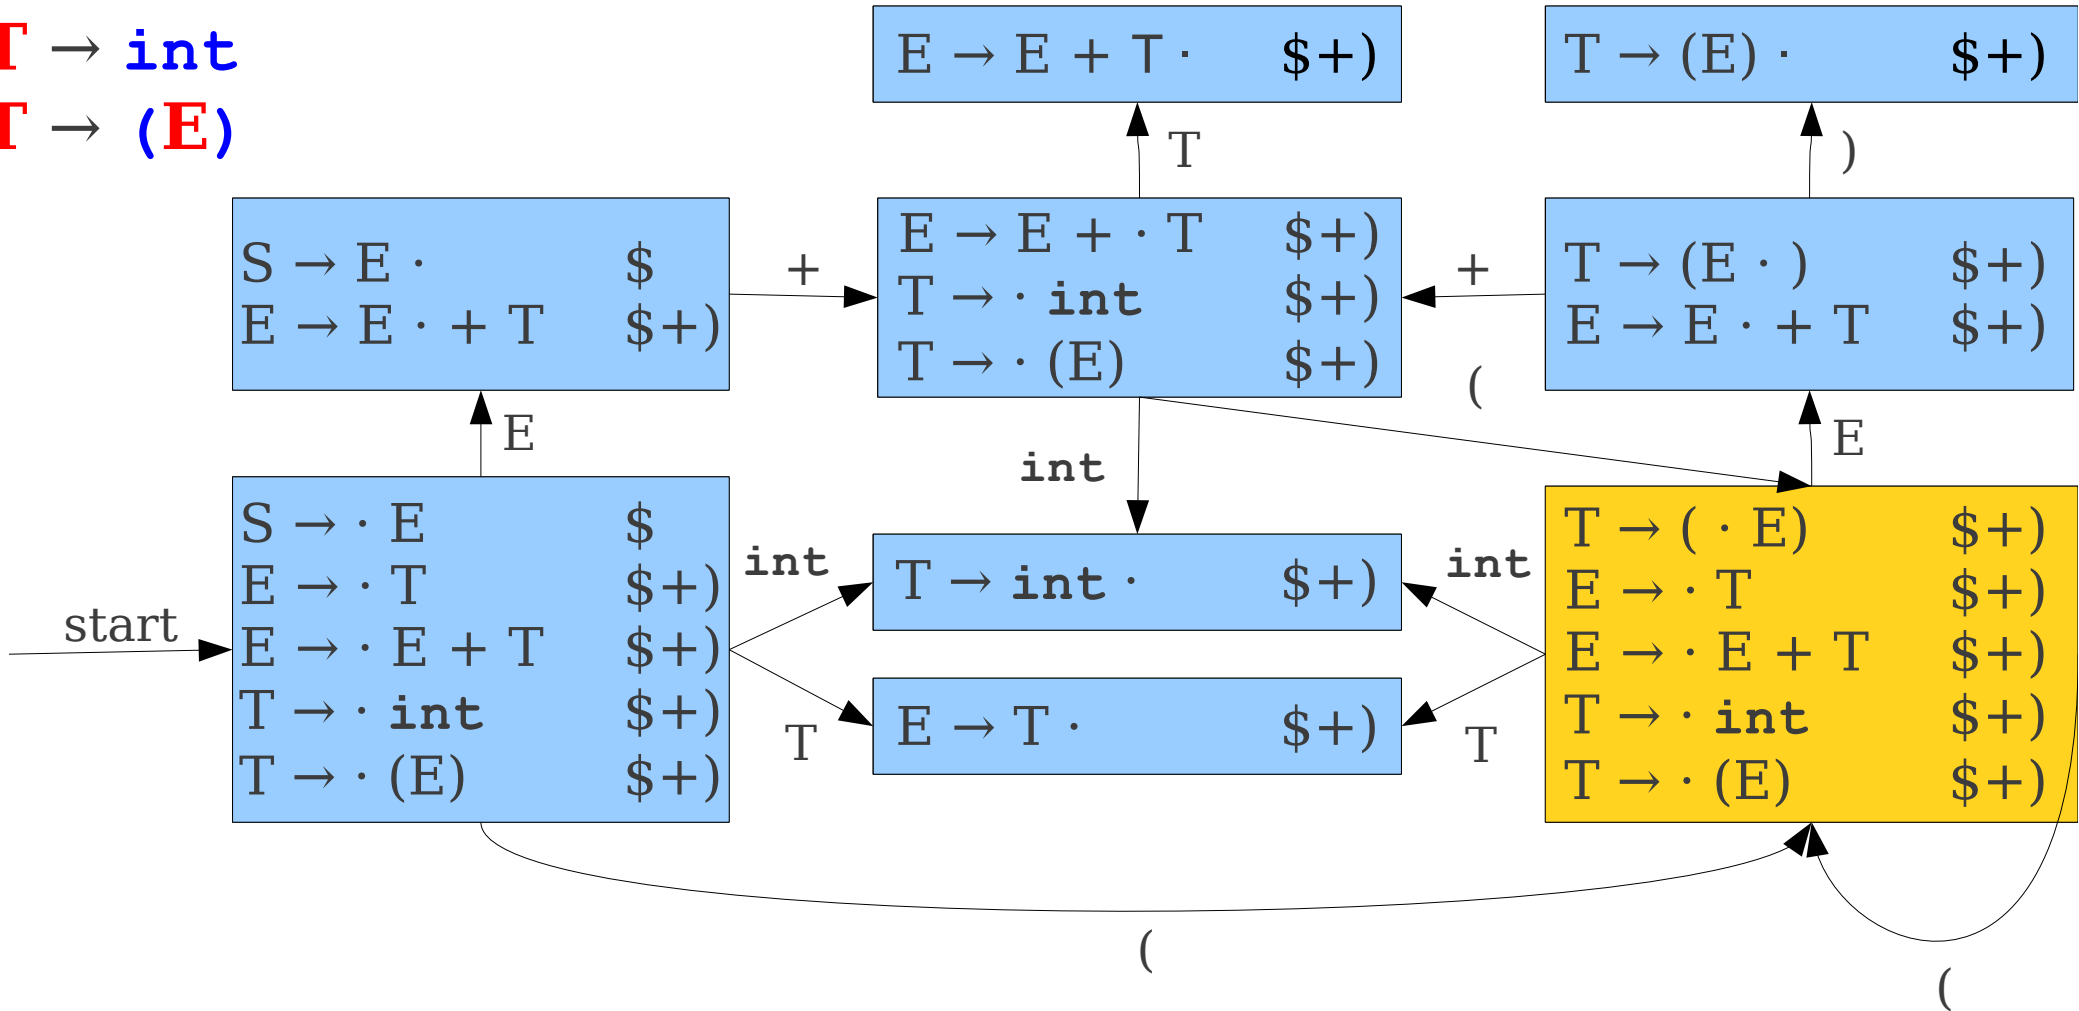 T → int
T → (E)
E → E + T · $+)
T → (E) · $+)
T
)
S → E · $
E → E · + T $+)
+
E → E + · T $+)
T → · int $+)
T → · (E) $+)
+
T → (E · ) $+)
E → E · + T $+)
(
E
int
E
start
S → · E $
E → · T $+)
E → · E + T $+)
T → · int $+)
T → · (E) $+)
int
T
T → int · $+)
E → T · $+)
int
T
T → ( · E) $+)
E → · T $+)
E → · E + T $+)
T → · int $+)
T → · (E) $+)
(
(